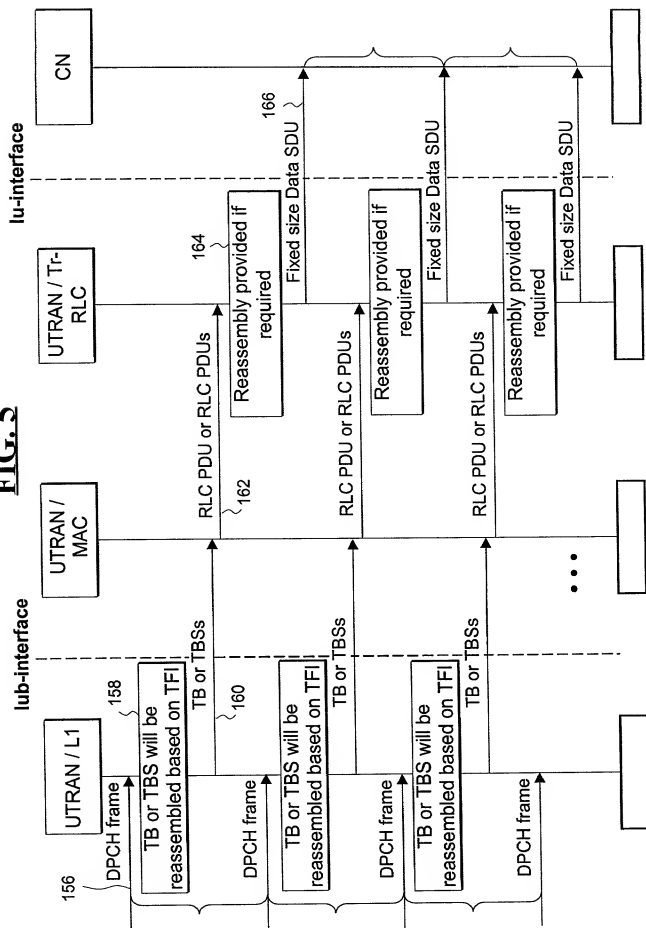 FIG. 5
Iub-interface
Iu-interface
UTRAN / L1
UTRAN /
MAC
UTRAN / Tr-
RLC
CN
156
DPCH frame
158
TB or TBS will be
reassembled based on TFI
TB or TBSs
160
RLC PDU or RLC PDUs
162
164
Reassembly provided if
required
Fixed size Data SDU
166
DPCH frame
TB or TBS will be
reassembled based on TFI
TB or TBSs
RLC PDU or RLC PDUs
Reassembly provided if
required
Fixed size Data SDU
DPCH frame
TB or TBS will be
reassembled based on TFI
TB or TBSs
RLC PDU or RLC PDUs
Reassembly provided if
required
Fixed size Data SDU
DPCH frame